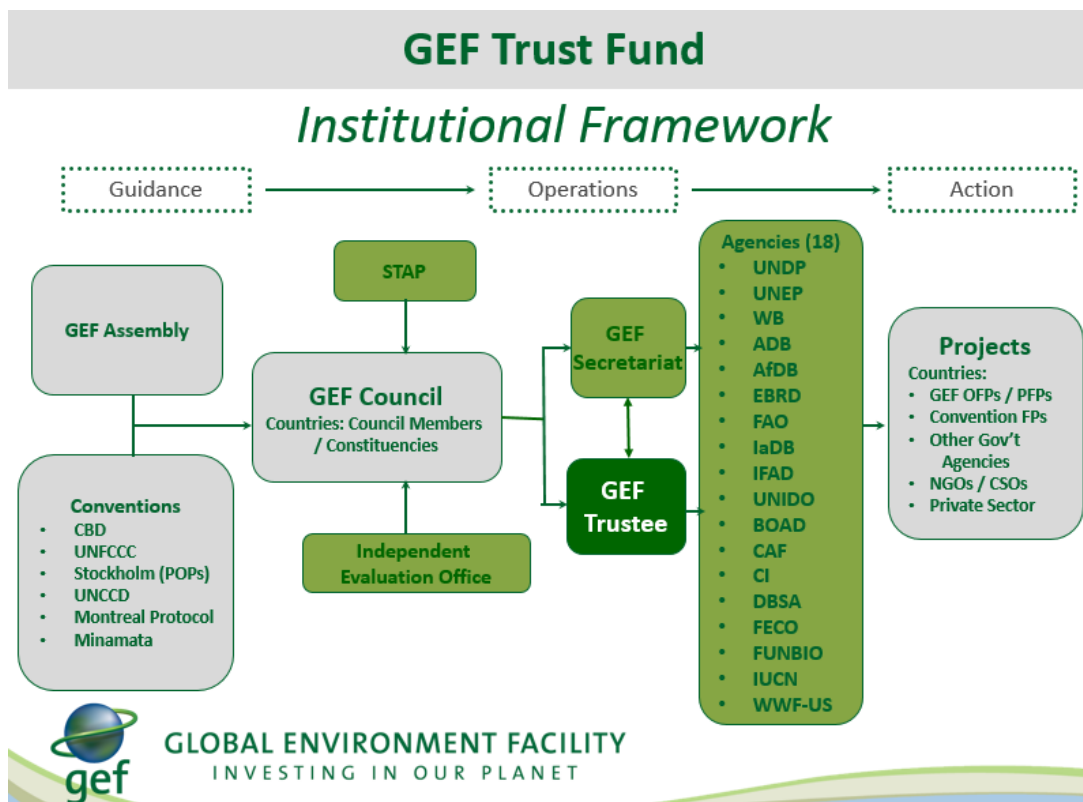 GEF Trust Fund
Institutional Framework
Guidance
Operations
Action
GEF Assembly
Conventions
• CBD
• UNFCCC
• Stockholm (POPs)
• UNCCD
• Montreal Protocol
• Minamata
STAP
GEF Council
Countries: Council Members
/ Constituencies
Independent
Evaluation Office
GEF
Secretariat
GEF
Trustee
Agencies (18)
• UNDP
• UNEP
• WB
• ADB
• AfDB
• EBRD
• FAO
• IaDB
• IFAD
• UNIDO
• BOAD
• CAF
• CI
• DBSA
• FECO
• FUNBIO
• IUCN
• WWF-US
Projects
Countries:
• GEF OFPs / PFPs
• Convention FPs
• Other Gov't
Agencies
• NGOs / CSOs
• Private Sector
gef
GLOBAL ENVIRONMENT FACILITY
INVESTING IN OUR PLANET